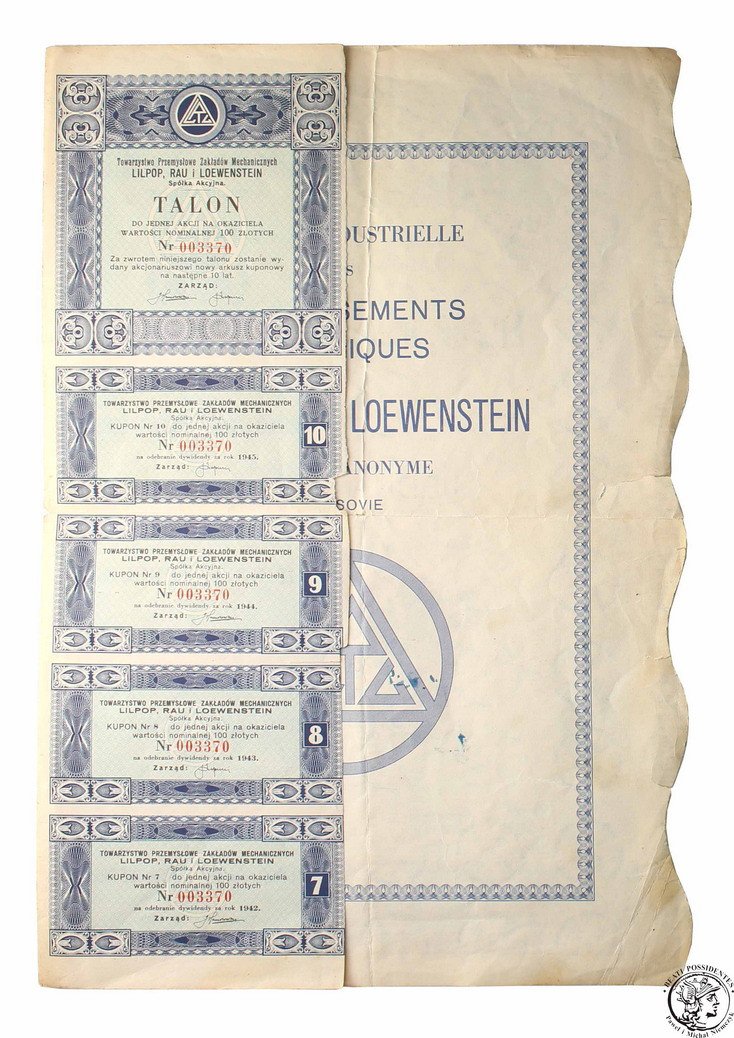 Towarzystwo Przemysłowe Zakładów Mechanicznych
LILPOP, RAU i LOEWENSTEIN
Spółka Akcyjna.
TALON
DO JEDNEJ AKCJI NA OKAZICIELA
WARTOŚCI NOMINALNEJ 100 ZŁOTYCH
Nr 003370
Za zwrotem niniejszego talonu zostanie wy-
dany akcjonariuszowi nowy arkusz kuponowy
na następne 10 lat.
ZARZĄD:
TOWARZYSTWO PRZEMYSŁOWE ZAKŁADÓW MECHANICZNYCH
LILPOP, RAU i LOEWENSTEIN
Spółka Akcyjna.
KUPON Nr 10 do jednej akcji na okaziciela
wartości nominalnej 100 złotych
Nr 003370
na odebranie dywidendy za rok 1945.
Zarząd:
10
TOWARZYSTWO PRZEMYSŁOWE ZAKŁADÓW MECHANICZNYCH
LILPOP, RAU i LOEWENSTEIN
Spółka Akcyjna.
KUPON Nr 9 do jednej akcji na okaziciela
wartości nominalnej 100 złotych
Nr 003370
na odebranie dywidendy za rok 1944.
Zarząd:
9
TOWARZYSTWO PRZEMYSŁOWE ZAKŁADÓW MECHANICZNYCH
LILPOP, RAU i LOEWENSTEIN
Spółka Akcyjna.
KUPON Nr 8 do jednej akcji na okaziciela
wartości nominalnej 100 złotych
Nr 003370
na odebranie dywidendy za rok 1943.
Zarząd:
8
TOWARZYSTWO PRZEMYSŁOWE ZAKŁADÓW MECHANICZNYCH
LILPOP, RAU i LOEWENSTEIN
Spółka Akcyjna.
KUPON Nr 7 do jednej akcji na okaziciela
wartości nominalnej 100 złotych
Nr 003370
na odebranie dywidendy za rok 1942.
Zarząd:
7
DUSTRIELLE
S
SEMENTS
IQUES
LOEWENSTEIN
ANONYME
SOVIE
BEATI POSSIDENTES
Paweł i Michał Niemczyk